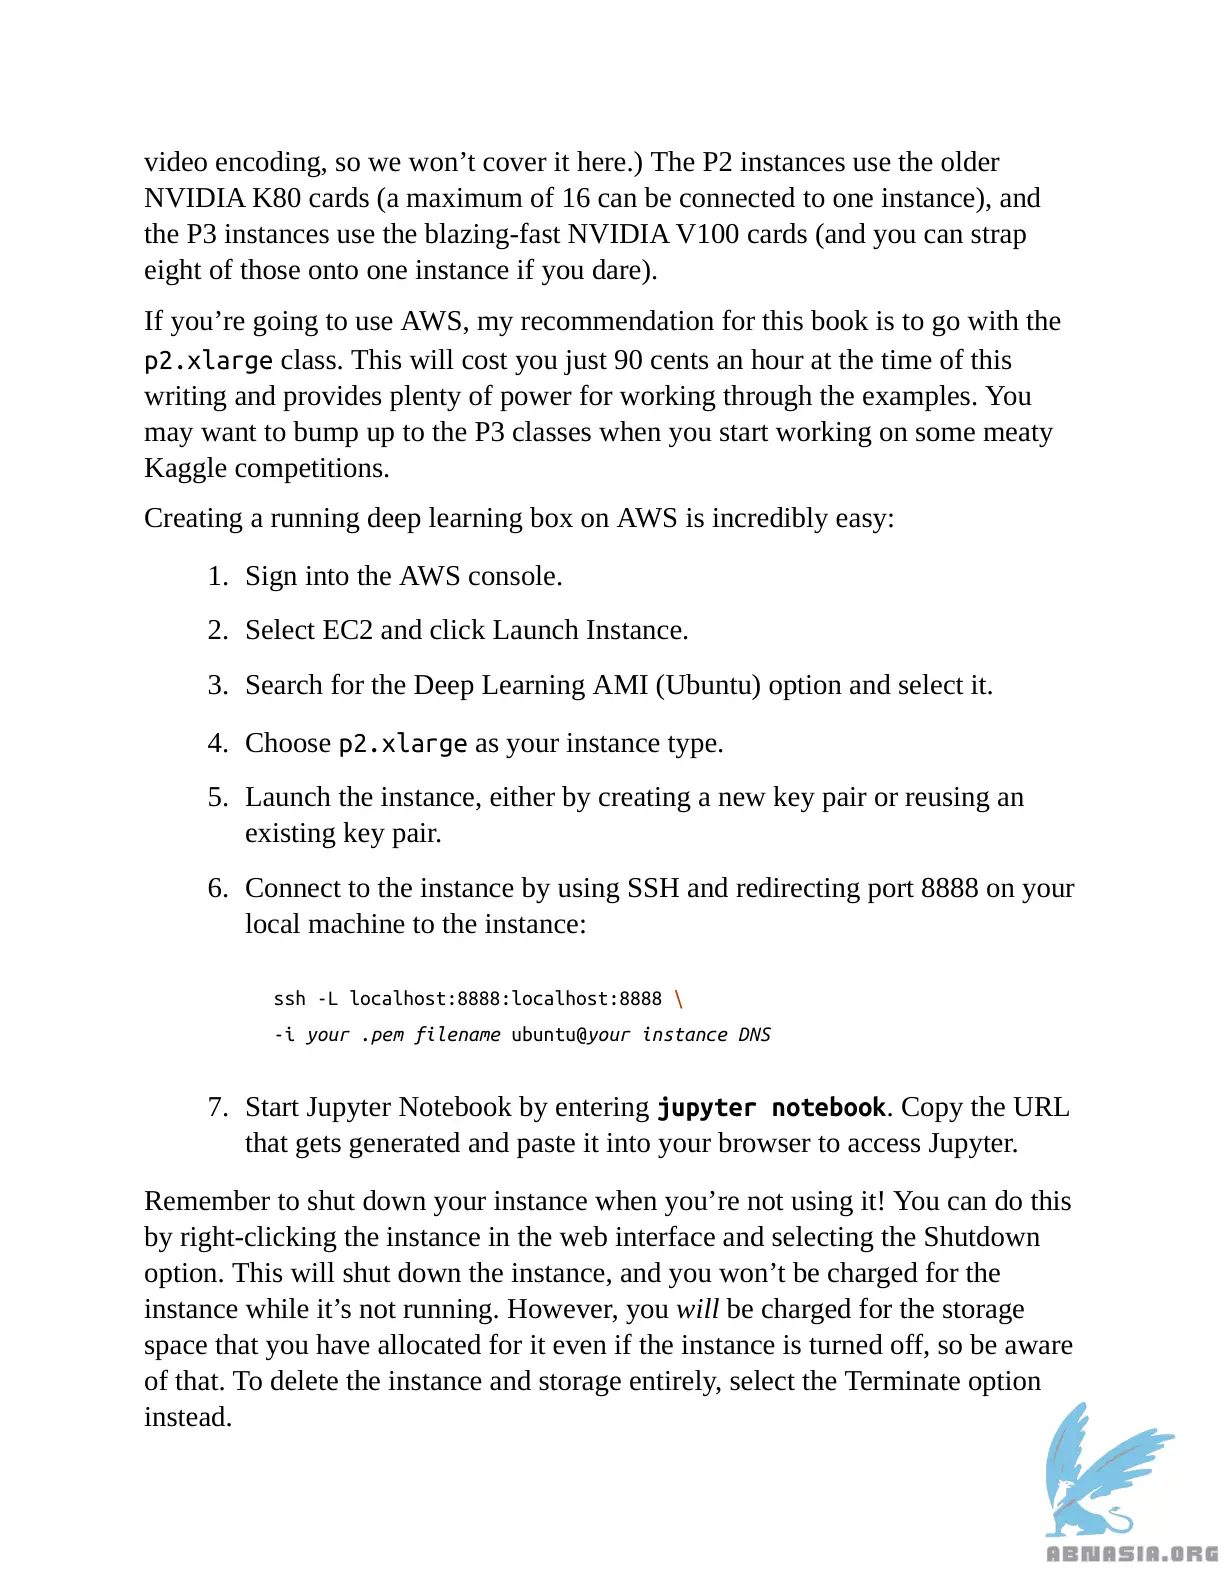 video encoding, so we won’t cover it here.) The P2 instances use the older
NVIDIA K80 cards (a maximum of 16 can be connected to one instance), and
the P3 instances use the blazing-fast NVIDIA V100 cards (and you can strap
eight of those onto one instance if you dare).
If you’re going to use AWS, my recommendation for this book is to go with the
p2.xlarge class. This will cost you just 90 cents an hour at the time of this
writing and provides plenty of power for working through the examples. You
may want to bump up to the P3 classes when you start working on some meaty
Kaggle competitions.
Creating a running deep learning box on AWS is incredibly easy:
1. Sign into the AWS console.
2. Select EC2 and click Launch Instance.
3. Search for the Deep Learning AMI (Ubuntu) option and select it.
4. Choose p2.xlarge as your instance type.
5. Launch the instance, either by creating a new key pair or reusing an
existing key pair.
6. Connect to the instance by using SSH and redirecting port 8888 on your
local machine to the instance:
ssh -L localhost:8888:localhost:8888 \
-i your .pem filename ubuntu@your instance DNS
7. Start Jupyter Notebook by entering jupyter notebook. Copy the URL
that gets generated and paste it into your browser to access Jupyter.
Remember to shut down your instance when you’re not using it! You can do this
by right-clicking the instance in the web interface and selecting the Shutdown
option. This will shut down the instance, and you won’t be charged for the
instance while it’s not running. However, you will be charged for the storage
space that you have allocated for it even if the instance is turned off, so be aware
of that. To delete the instance and storage entirely, select the Terminate option
instead.
ABNASIA.ORG